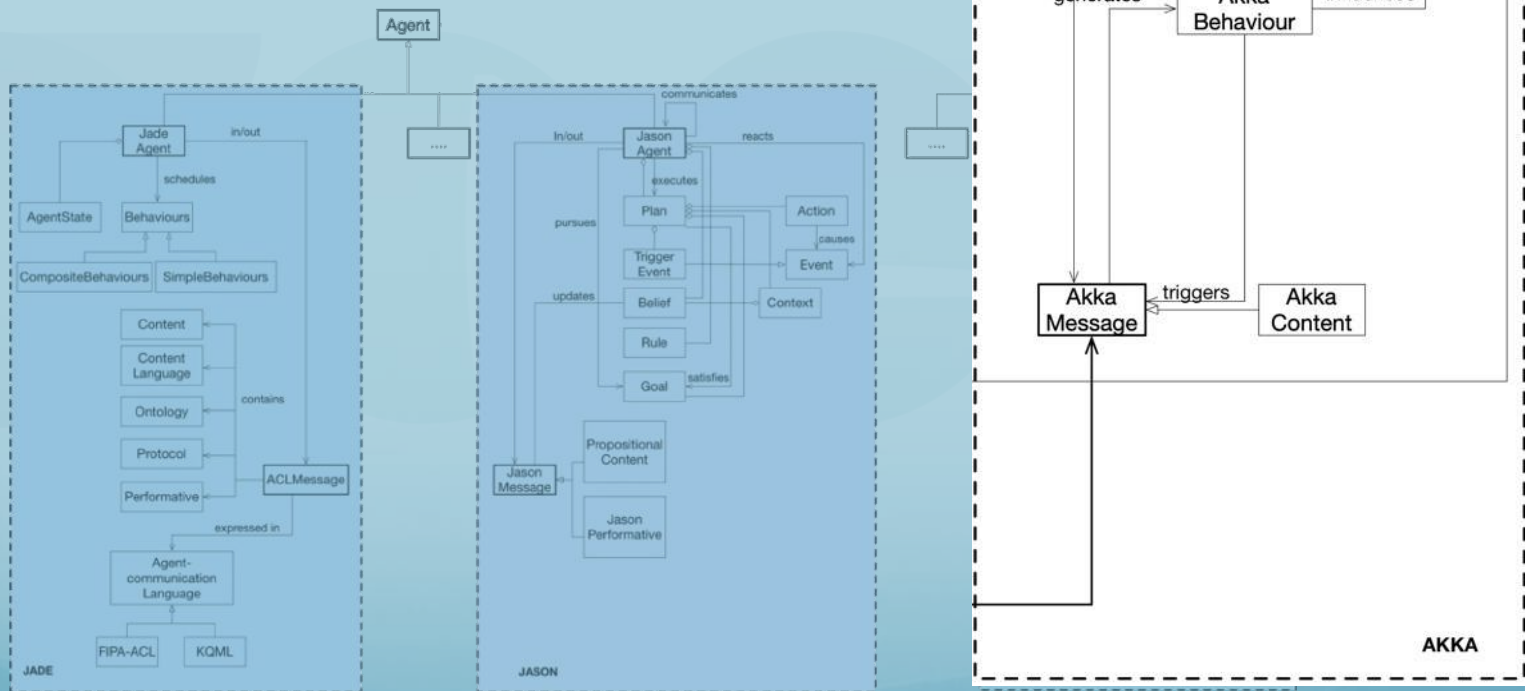 Agent
communicates
Jade
Agent
in/out
schedules
AgentState
Behaviours
CompositeBehaviours
SimpleBehaviours
Content
Content
Language
Ontology
Protocol
Performative
contains
ACLMessage
expressed in
Agent-
communication
Language
FIPA-ACL
KQML
JADE
....
In/out
Jason
Agent
reacts
executes
Plan
Action
pursues
causes
Trigger
Event
Event
updates
Belief
Context
Rule
Goal
satisfies
Propositional
Content
Jason
Message
Jason
Performative
JASON
....
generates
Akka
Behaviour
Akka
Message
triggers
Akka
Content
AKKA